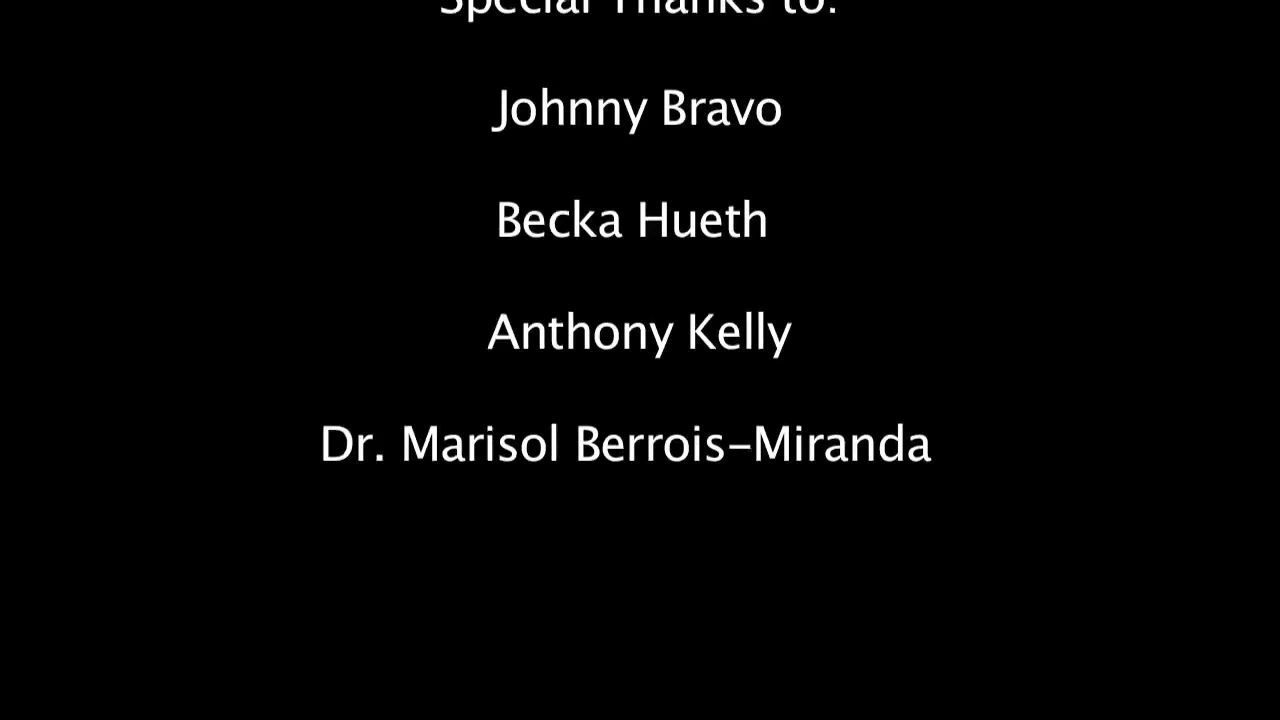 Special Thanks to:
Johnny Bravo
Becka Hueth
Anthony Kelly
Dr. Marisol Berrois-Miranda